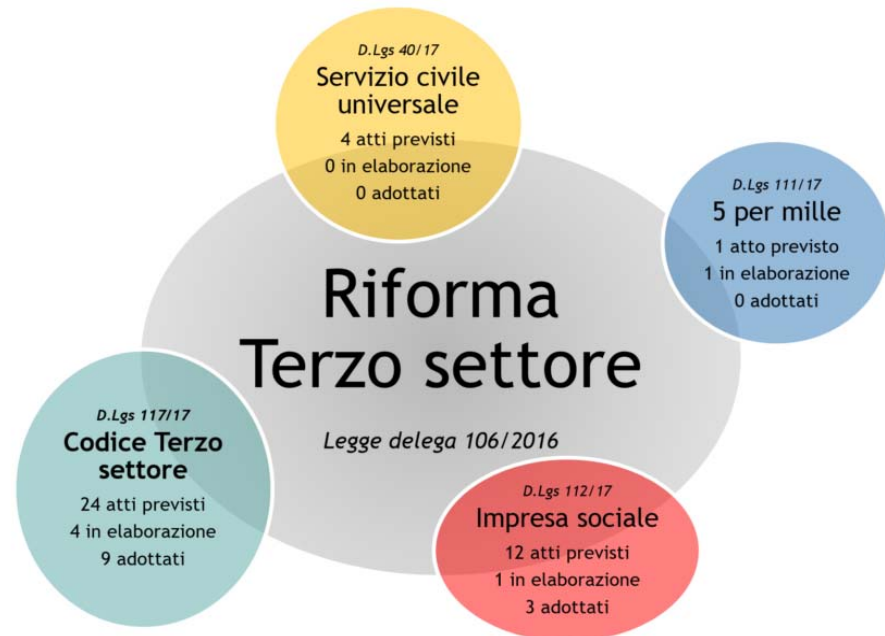 D.Lgs 40/17
Servizio civile
universale
4 atti previsti
0 in elaborazione
0 adottati
D.Lgs 111/17
5 per mille
1 atto previsto
1 in elaborazione
0 adottati
Riforma
Terzo settore
Legge delega 106/2016
D.Lgs 117/17
Codice Terzo
settore
24 atti previsti
4 in elaborazione
9 adottati
D.Lgs 112/17
Impresa sociale
12 atti previsti
1 in elaborazione
3 adottati